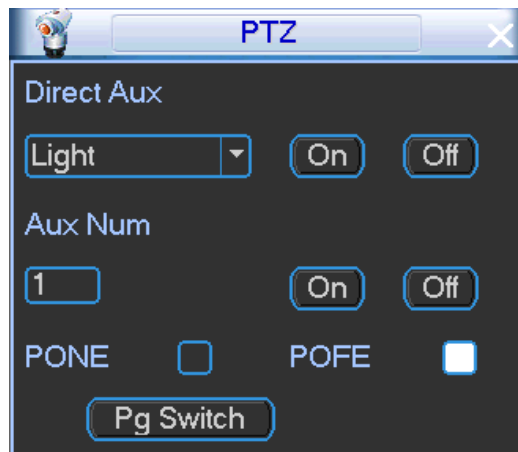 PTZ
Direct Aux
Light On Off
Aux Num
1 On Off
PONE POFE
Pg Switch